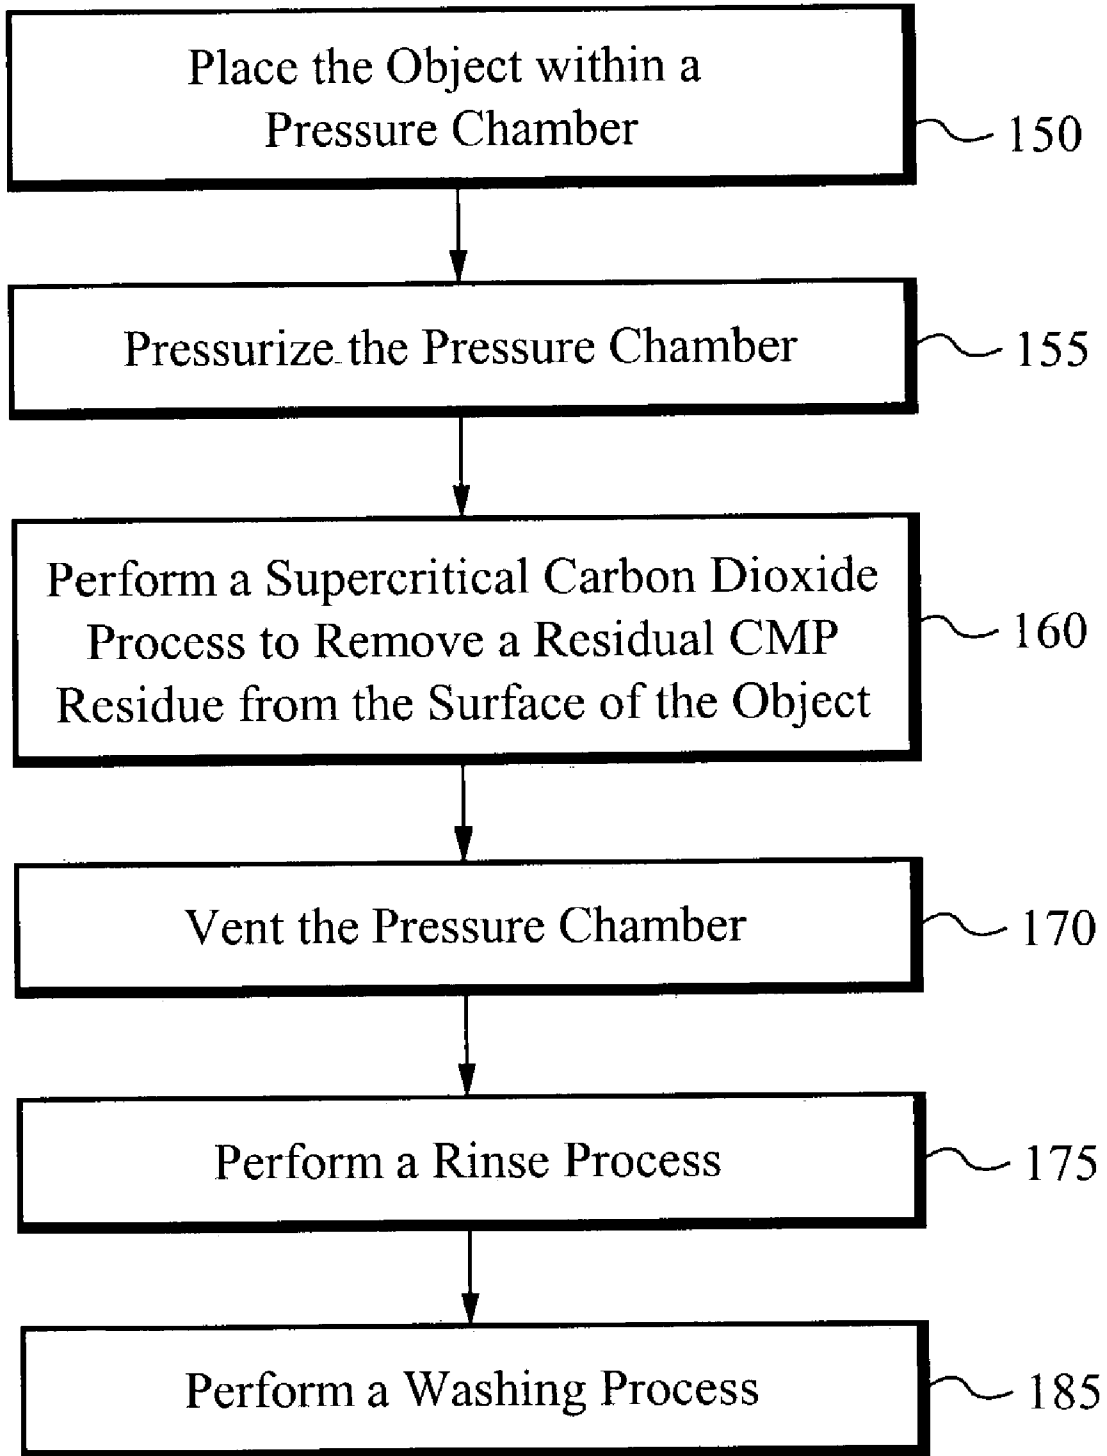 Place the Object within a
Pressure Chamber
150
Pressurize the Pressure Chamber
155
Perform a Supercritical Carbon Dioxide
Process to Remove a Residual CMP
Residue from the Surface of the Object
160
Vent the Pressure Chamber
170
Perform a Rinse Process
175
Perform a Washing Process
185